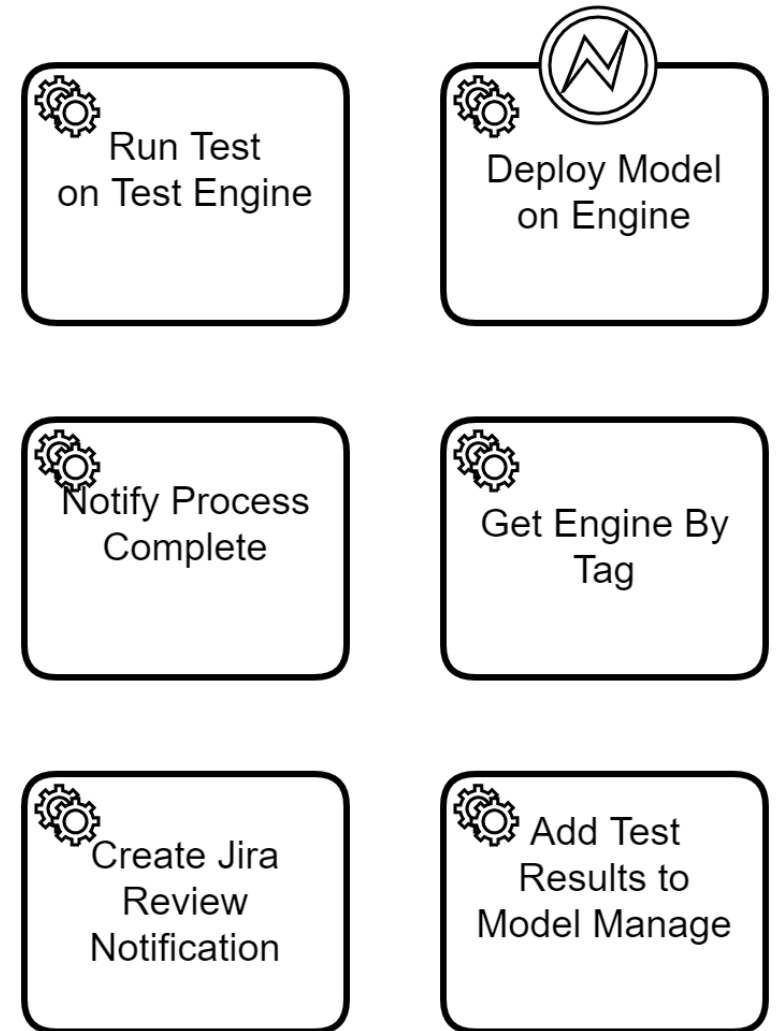 Run Test
on Test Engine
Deploy Model
on Engine
Notify Process
Complete
Get Engine By
Tag
Create Jira
Review
Notification
Add Test
Results to
Model Manage